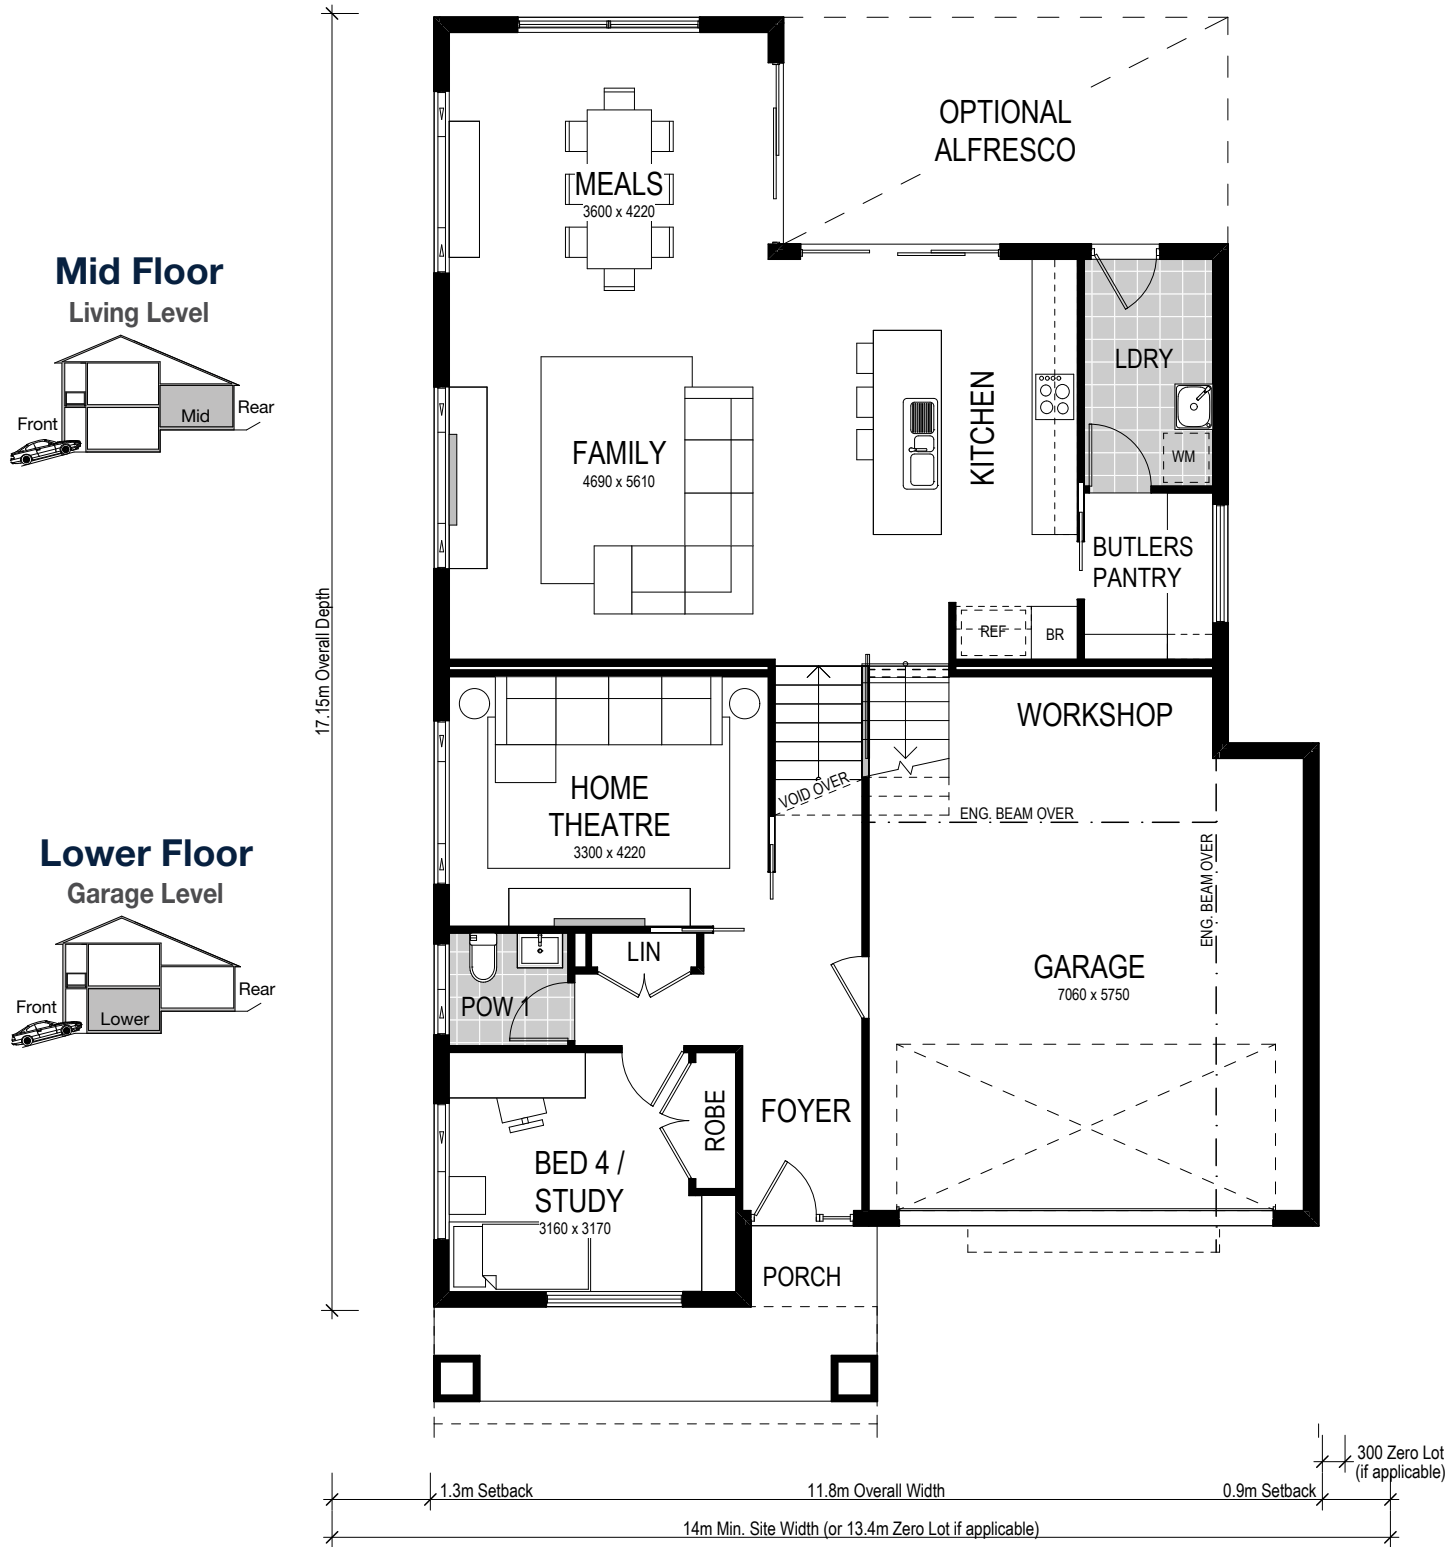 OPTIONAL
ALFRESCO
MEALS
3600 x 4220
Mid Floor
Living Level
Front
Mid
Rear
LDRY
WM
KITCHEN
FAMILY
4690 x 5610
BUTLERS
PANTRY
REF
BR
17.15m Overall Depth
WORKSHOP
HOME
THEATRE
3300 x 4220
VOID OVER
ENG. BEAM OVER
ENG. BEAM OVER
Lower Floor
Garage Level
Front
Lower
Rear
LIN
POW 1
GARAGE
7060 x 5750
ROBE
FOYER
BED 4 /
STUDY
3160 x 3170
PORCH
300 Zero Lot
(if applicable)
1.3m Setback
11.8m Overall Width
0.9m Setback
14m Min. Site Width (or 13.4m Zero Lot if applicable)